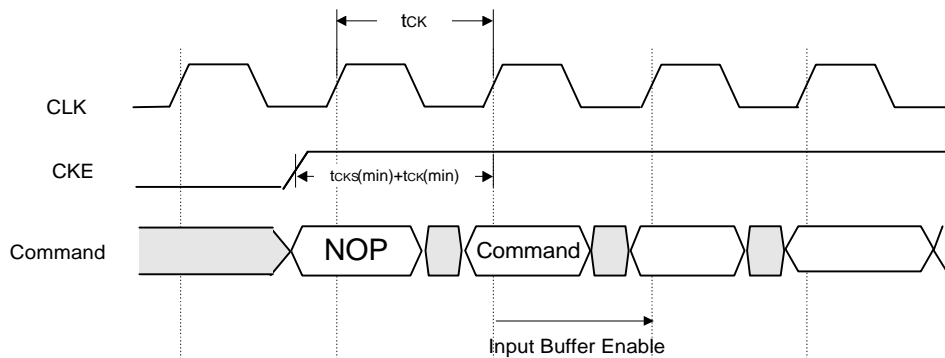 tCK
CLK
CKE
tCKS(min)+tCK(min)
Command
NOP
Command
Input Buffer Enable